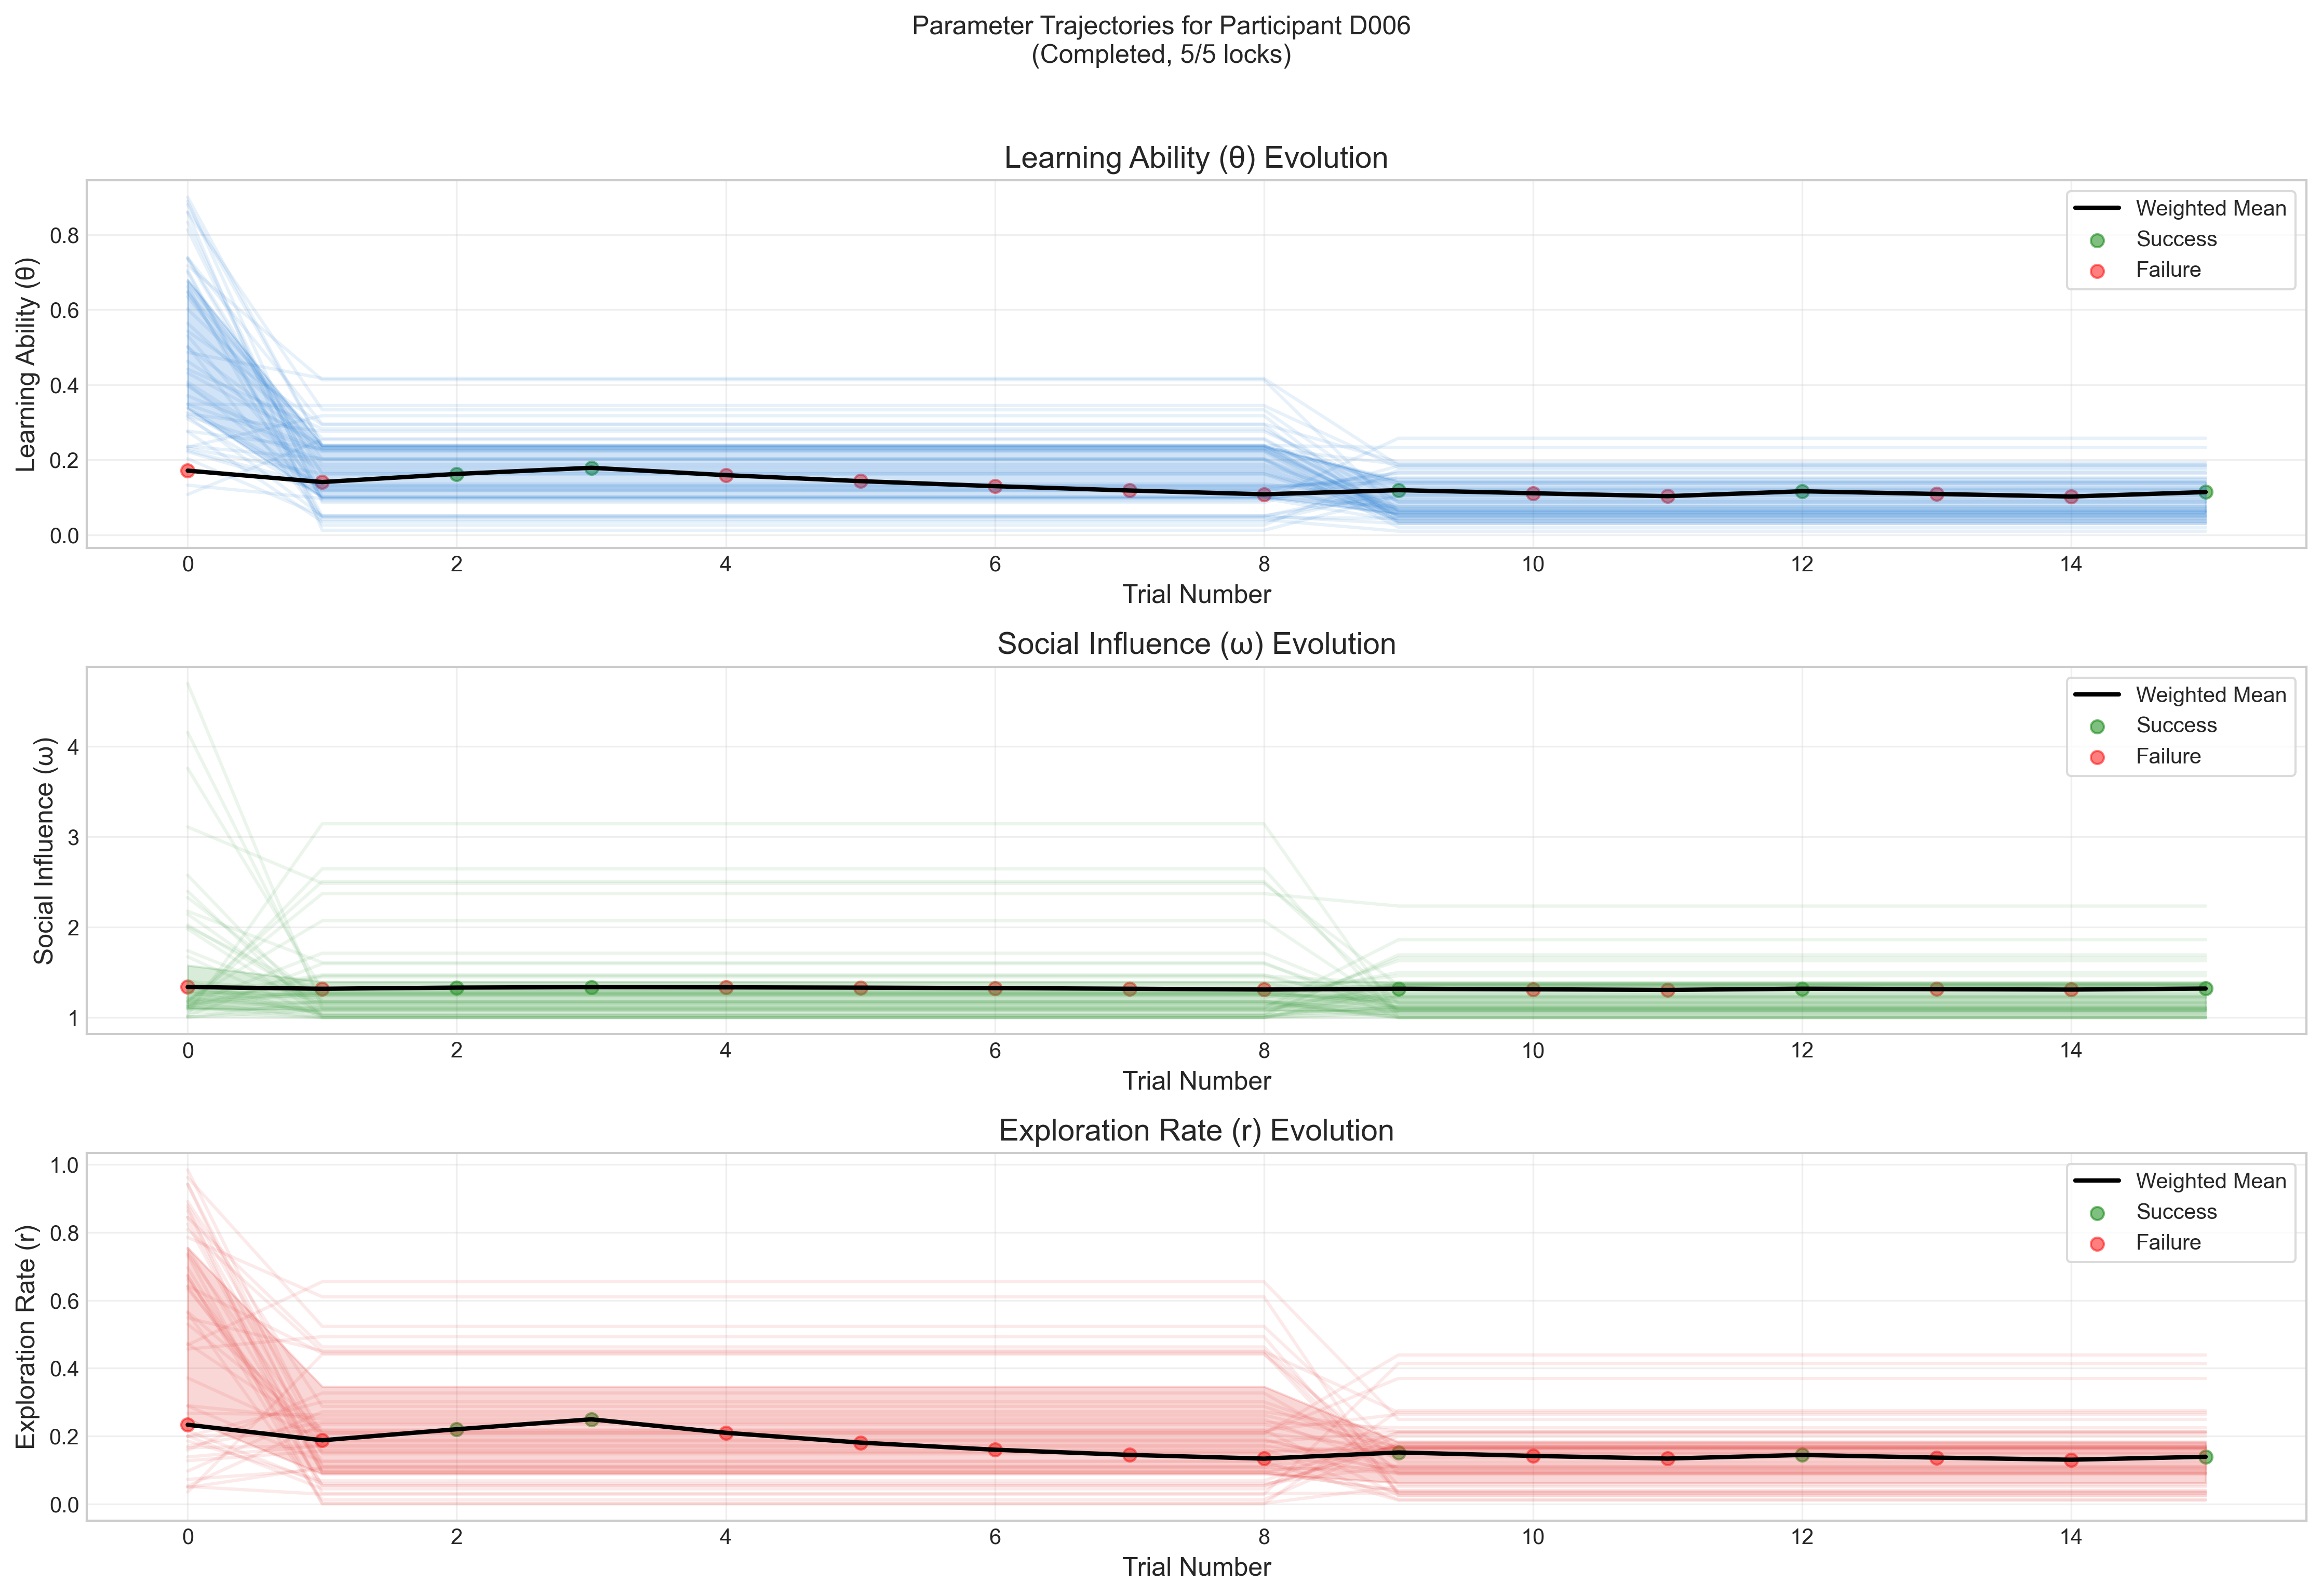 Parameter Trajectories for Participant D006
(Completed, 5/5 locks)
Learning Ability (θ) Evolution
Learning Ability (θ)
0.8
0.6
0.4
0.2
0.0
Weighted Mean
Success
Failure
0 2 4 6 8 10 12 14
Trial Number
Social Influence (ω) Evolution
Social Influence (ω)
4
3
2
1
Weighted Mean
Success
Failure
0 2 4 6 8 10 12 14
Trial Number
Exploration Rate (r) Evolution
Exploration Rate (r)
1.0
0.8
0.6
0.4
0.2
0.0
Weighted Mean
Success
Failure
0 2 4 6 8 10 12 14
Trial Number